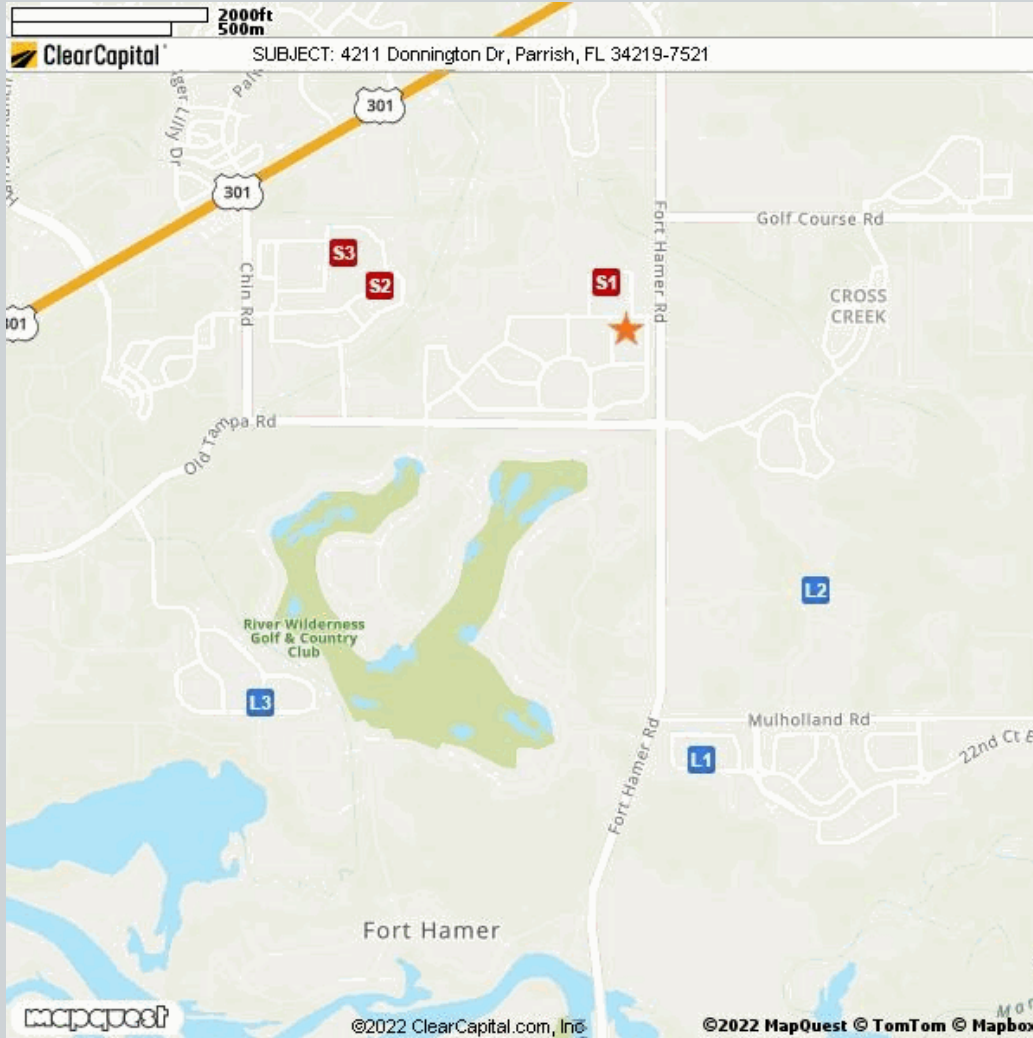 2000ft
500m
ClearCapital
SUBJECT: 4211 Donnington Dr, Parrish, FL 34219-7521
301
301
301
Chin Rd
Fort Hamer Rd
Golf Course Rd
S3
S2
S1
CROSS
CREEK
Old Tampa Rd
L2
River Wilderness
Golf & Country
Club
L3
Mulholland Rd
22nd Ct E
L1
Fort Hamer Rd
Fort Hamer
mapquest
©2022 ClearCapital.com, Inc
©2022 MapQuest © TomTom © Mapbox